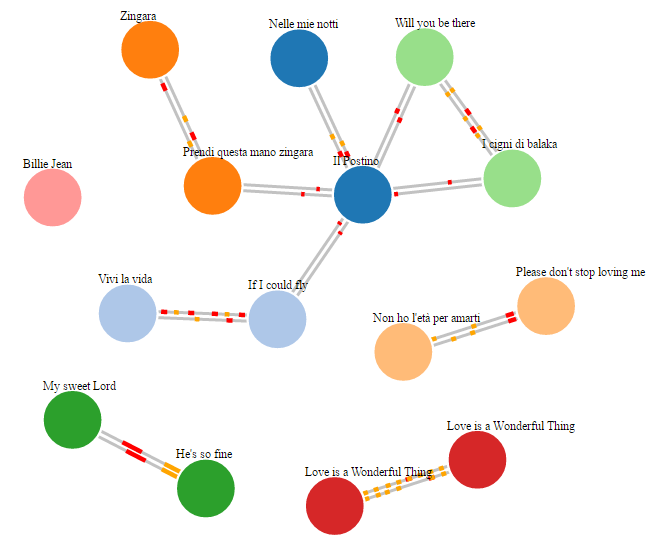 Zingara
Nelle mie notti
Will you be there
Prendi questa mano zingara
Il Postino
I cigni di balaka
Billie Jean
Vivi la vida
If I could fly
Please don't stop loving me
Non ho l'età per amarti
My sweet Lord
He's so fine
Love is a Wonderful Thing
Love is a Wonderful Thing